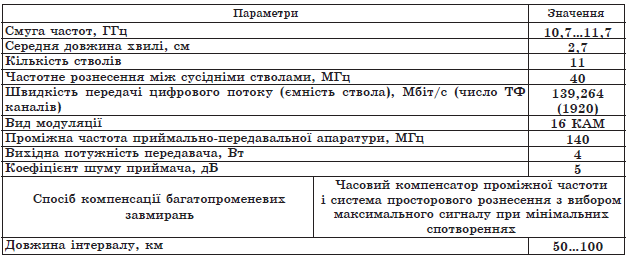 Параметри Значення
Смуга частот, ГГц 10,7...11,7
Середня довжина хвилі, см 2,7
Кількість стволів 11
Частотне рознесення між сусідніми стволами, МГц 40
Швидкість передачі цифрового потоку (ємність ствола), Мбіт/с (число ТФ каналів) 139,264 (1920)
Вид модуляції 16 КАМ
Проміжна частота приймально-передавальної апаратури, МГц 140
Вихідна потужність передавача, Вт 4
Коефіцієнт шуму приймача, дБ 5
Спосіб компенсації багатопроменевих
завмирань
Часовий компенсатор проміжної частоти
і система просторового рознесення з вибором
максимального сигналу при мінімальних
спотвореннях
Довжина інтервалу, км 50...100